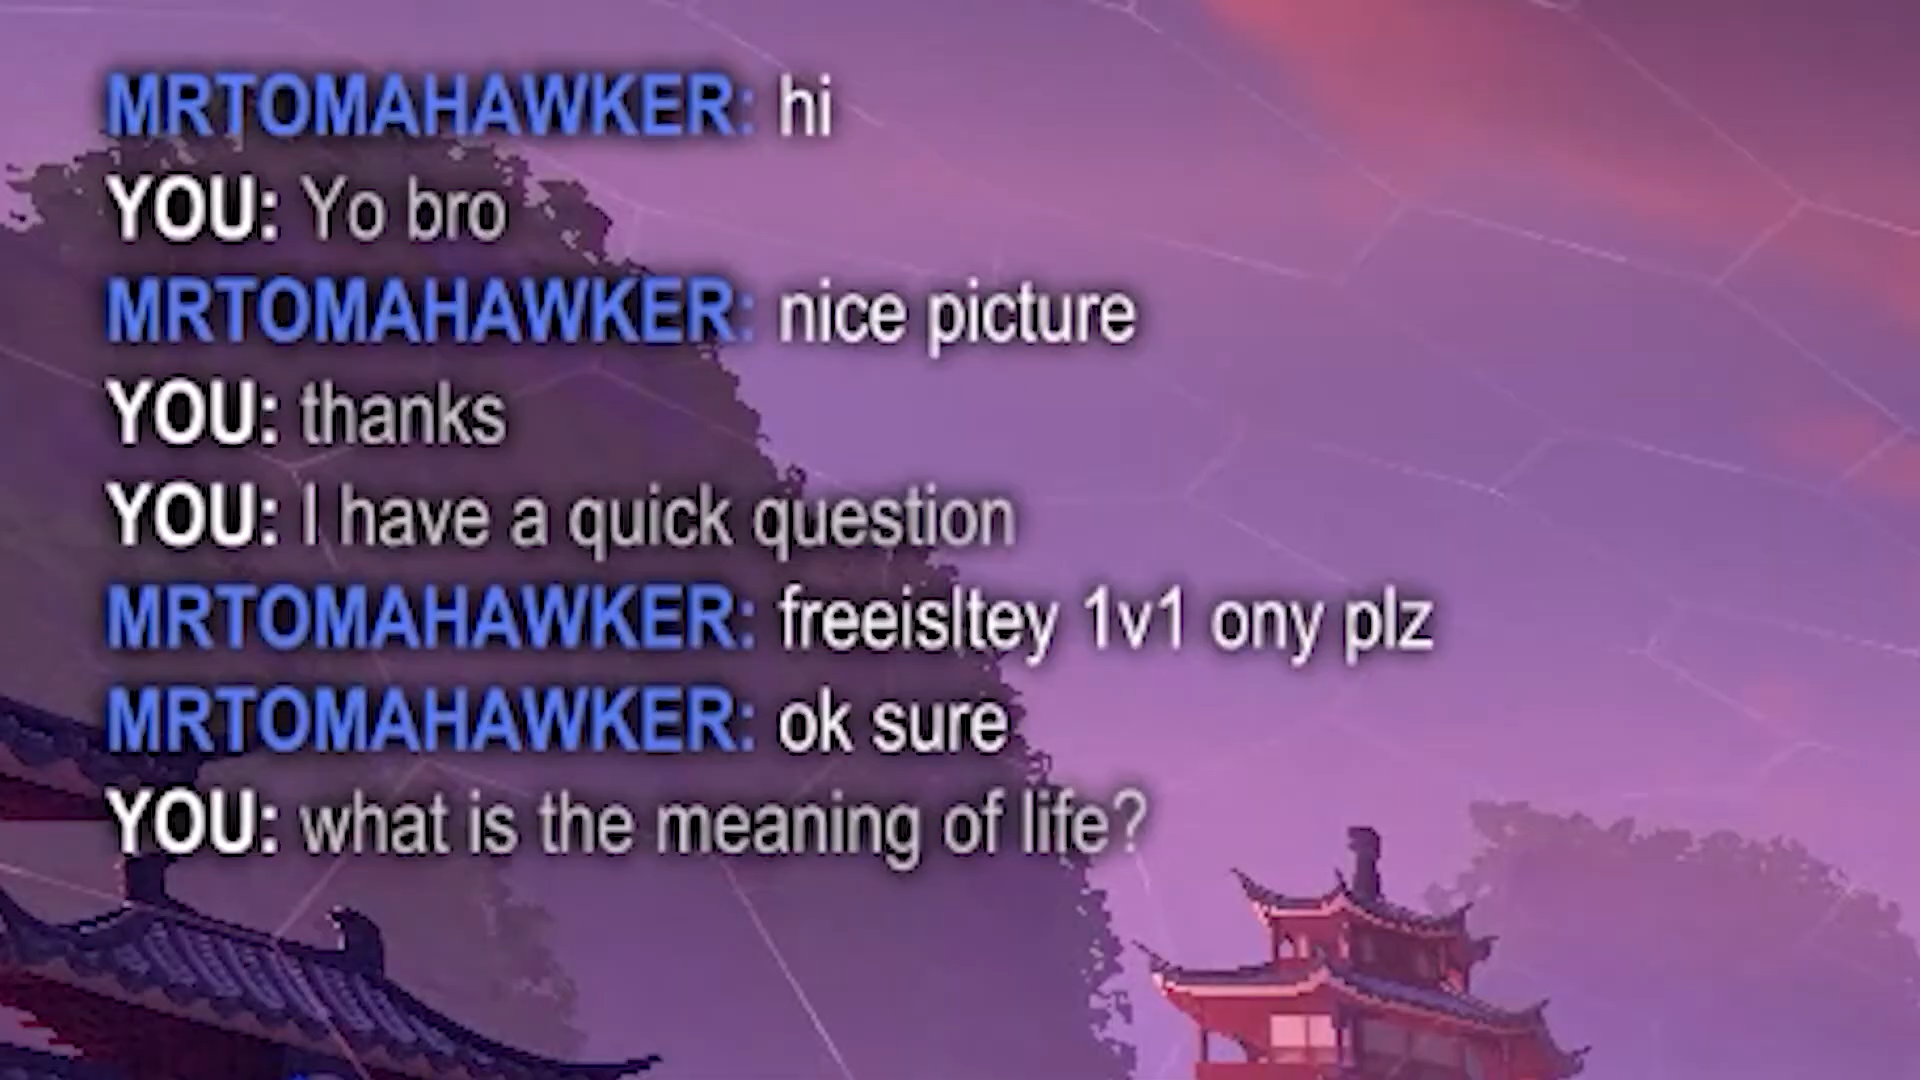 MRTOMAHAWKER: hi
YOU: Yo bro
MRTOMAHAWKER: nice picture
YOU: thanks
YOU: I have a quick question
MRTOMAHAWKER: freeisltey 1v1 ony plz
MRTOMAHAWKER: ok sure
YOU: what is the meaning of life?